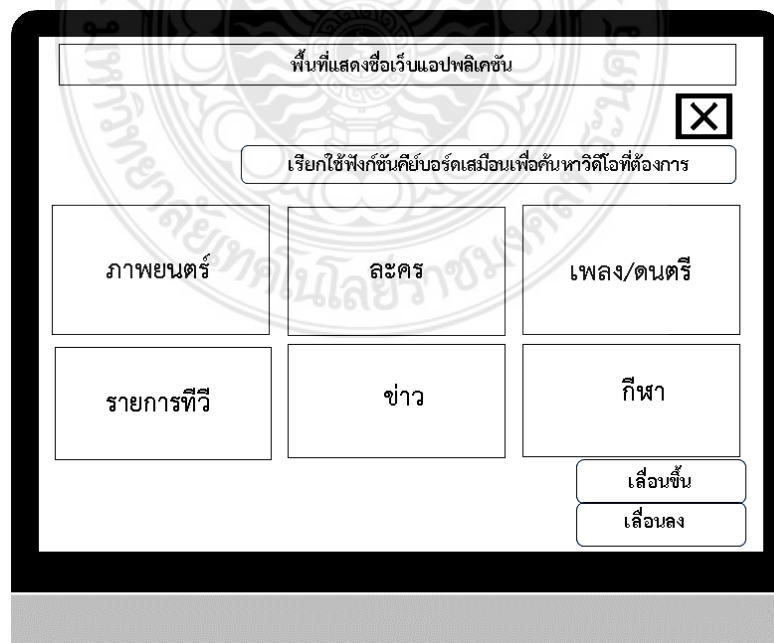 พื้นที่แสดงชื่อเว็บแอปพลิเคชัน
เรียกใช้ฟังก์ชันคีย์บอร์ดเสมือนเพื่อค้นหาวิดีโอที่ต้องการ
ภาพยนตร์
ละคร
เพลง/ดนตรี
รายการทีวี
ข่าว
กีฬา
เลื่อนขึ้น
เลื่อนลง